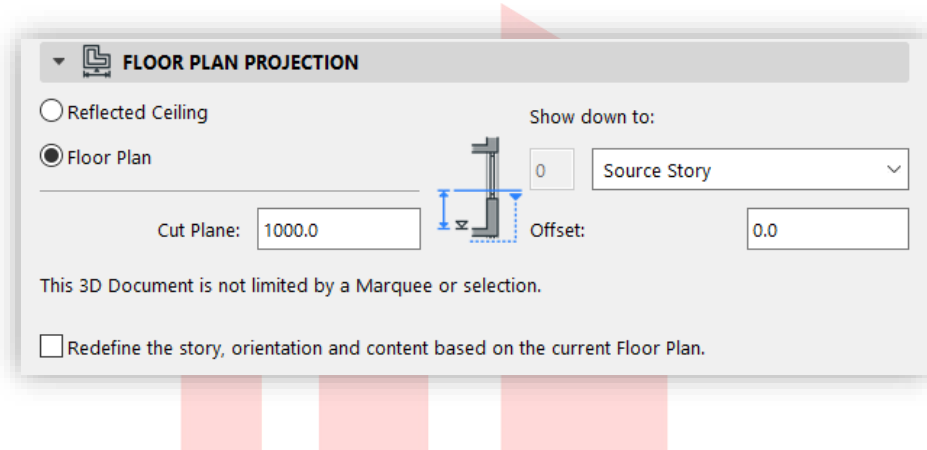 FLOOR PLAN PROJECTION
Reflected Ceiling
Show down to:
Floor Plan
0
Source Story
Cut Plane:
1000.0
Offset:
0.0
This 3D Document is not limited by a Marquee or selection.
Redefine the story, orientation and content based on the current Floor Plan.